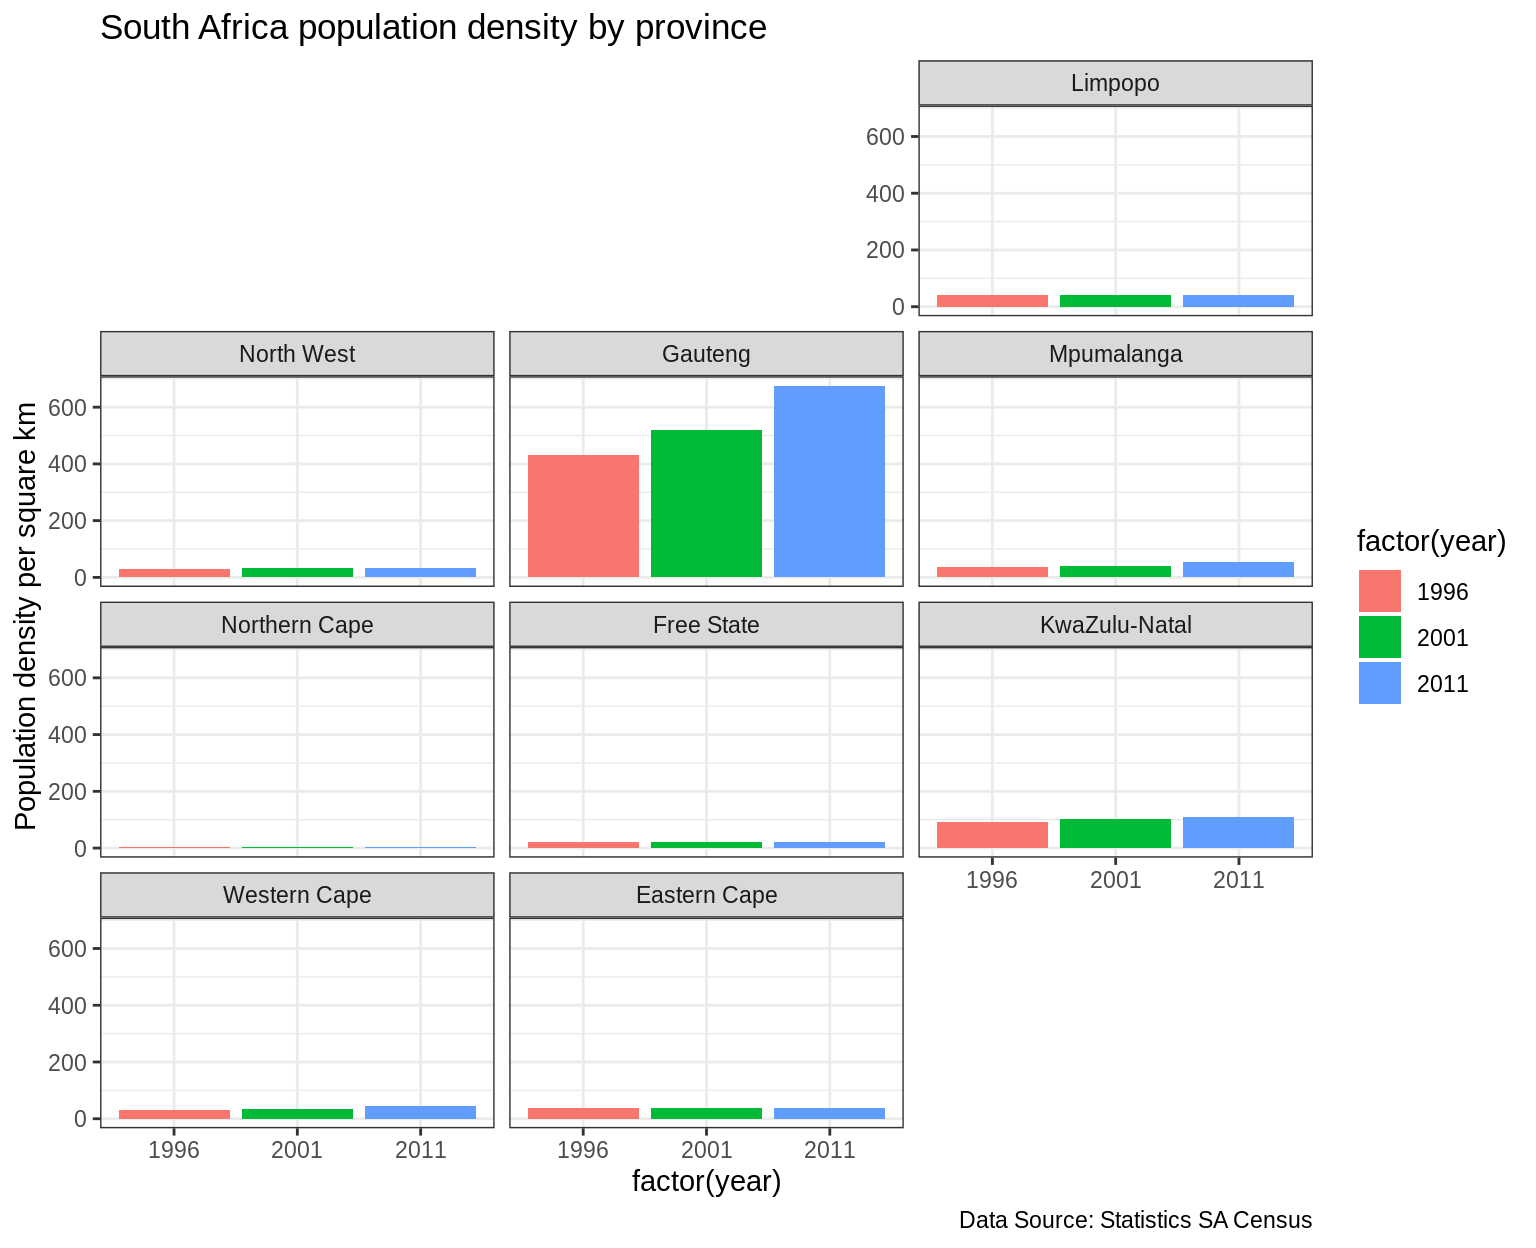 South Africa population density by province
Limpopo
600
400
200
0
North West
Gauteng
Mpumalanga
600
400
200
0
Northern Cape
Free State
KwaZulu-Natal
600
400
200
0
1996 2001 2011
Western Cape
Eastern Cape
600
400
200
0
1996 2001 2011
1996 2001 2011
factor(year)
Population density per square km
factor(year)
1996
2001
2011
Data Source: Statistics SA Census